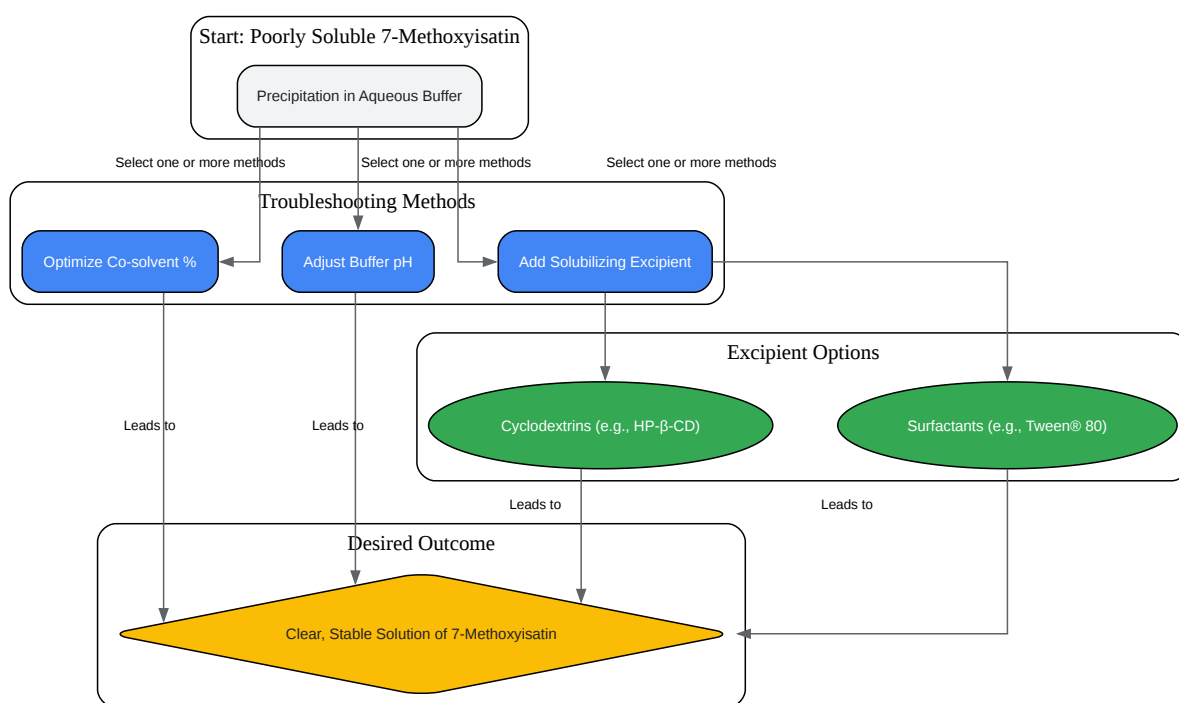 Start: Poorly Soluble 7-Methoxyisatin
Precipitation in Aqueous Buffer
Select one or more methods
Select one or more methods
Select one or more methods
Troubleshooting Methods
Optimize Co-solvent %
Adjust Buffer pH
Add Solubilizing Excipient
Excipient Options
Cyclodextrins (e.g., HP-β-CD)
Surfactants (e.g., Tween® 80)
Leads to
Leads to
Leads to
Leads to
Desired Outcome
Clear, Stable Solution of 7-Methoxyisatin